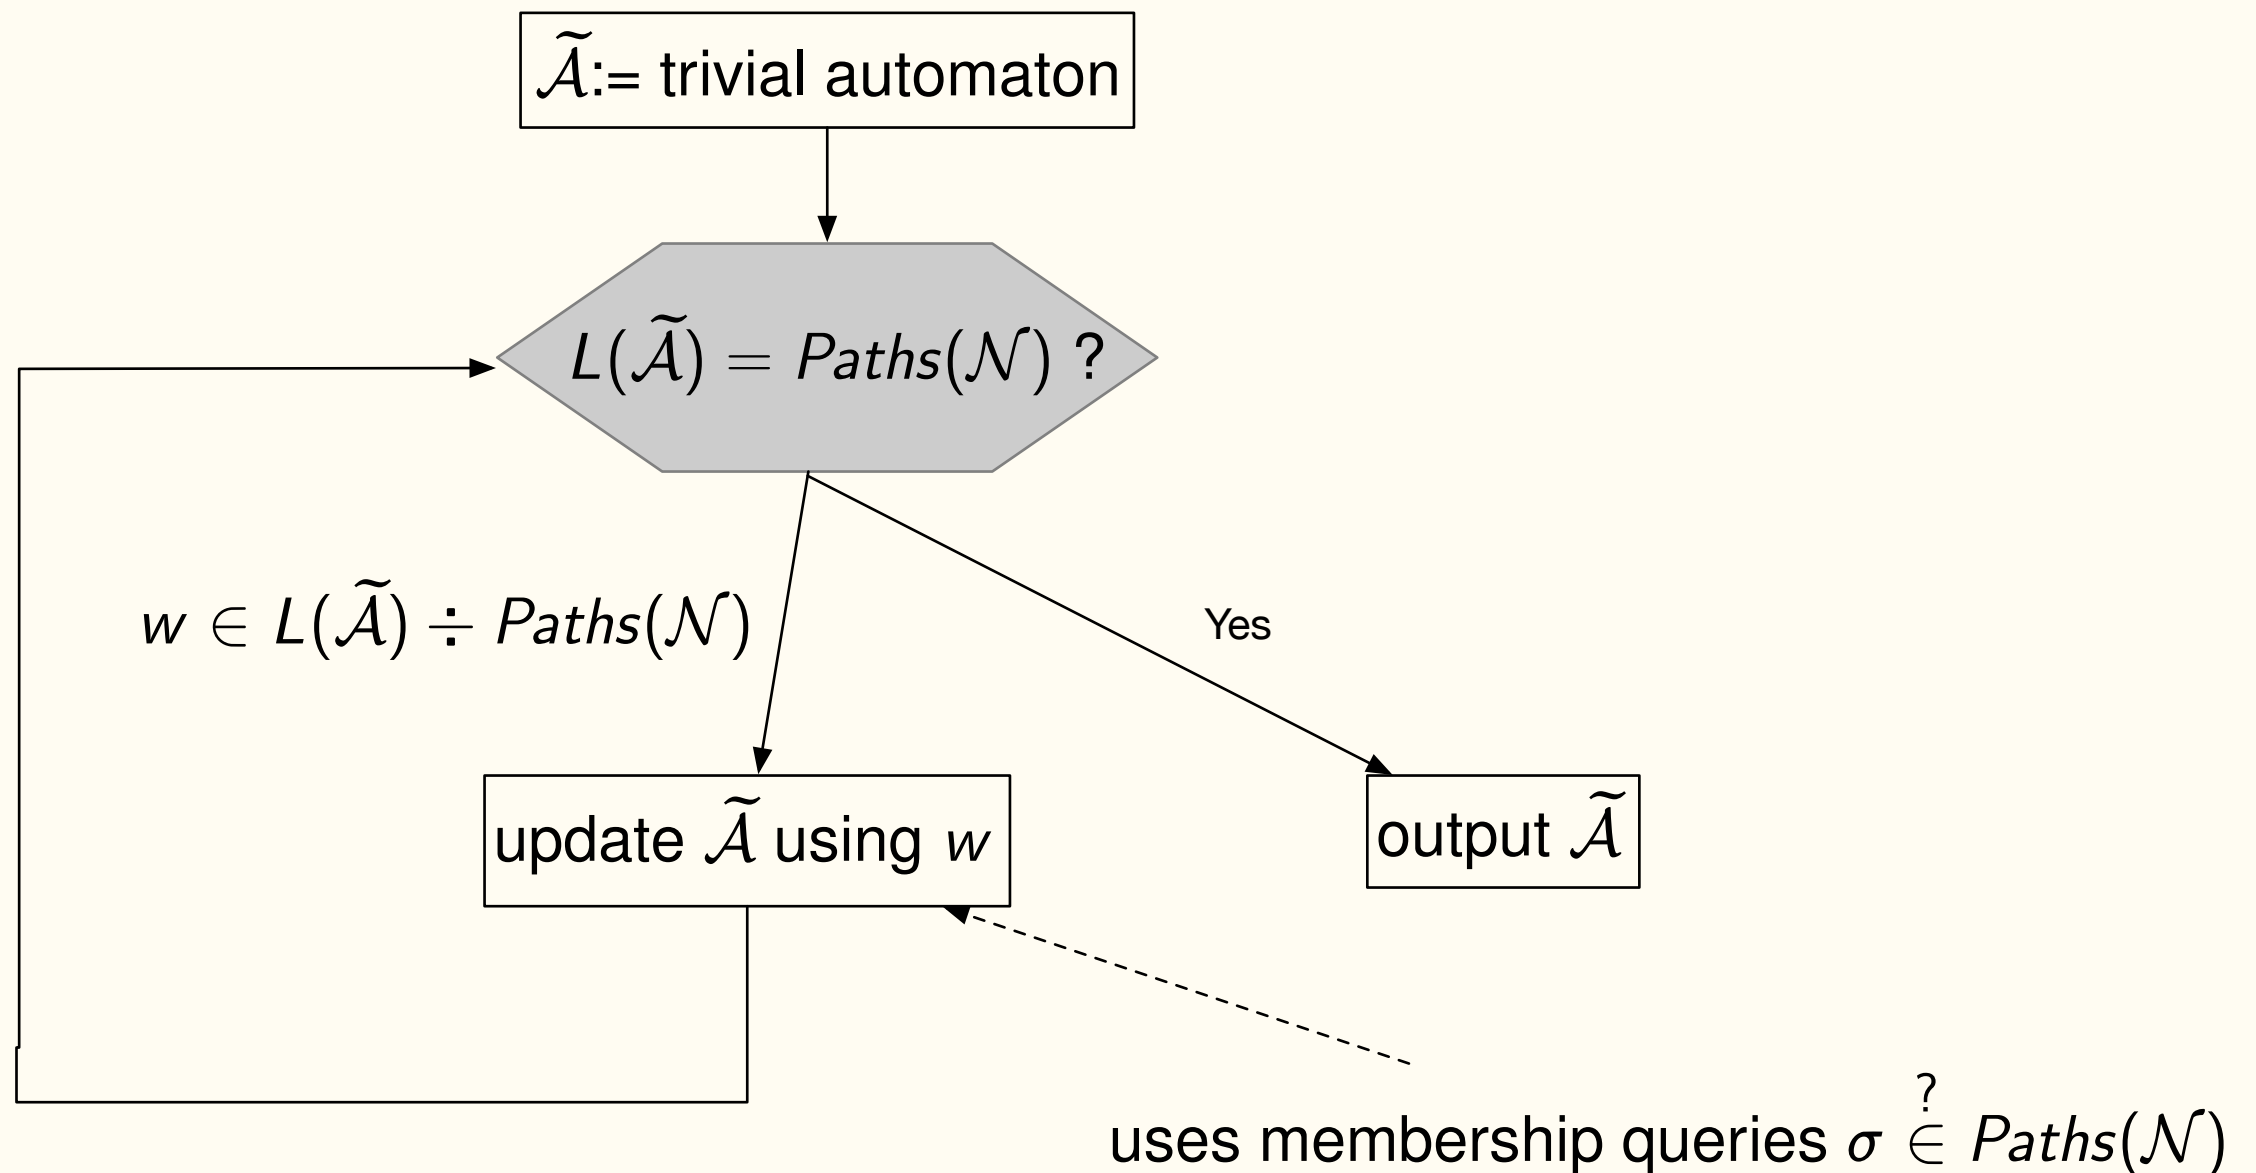 𝒜̃:= trivial automaton
L(𝒜̃) = Paths(𝒩) ?
w ∈ L(𝒜̃) ÷ Paths(𝒩)
Yes
update 𝒜̃ using w
output 𝒜̃
uses membership queries σ ∈? Paths(𝒩)